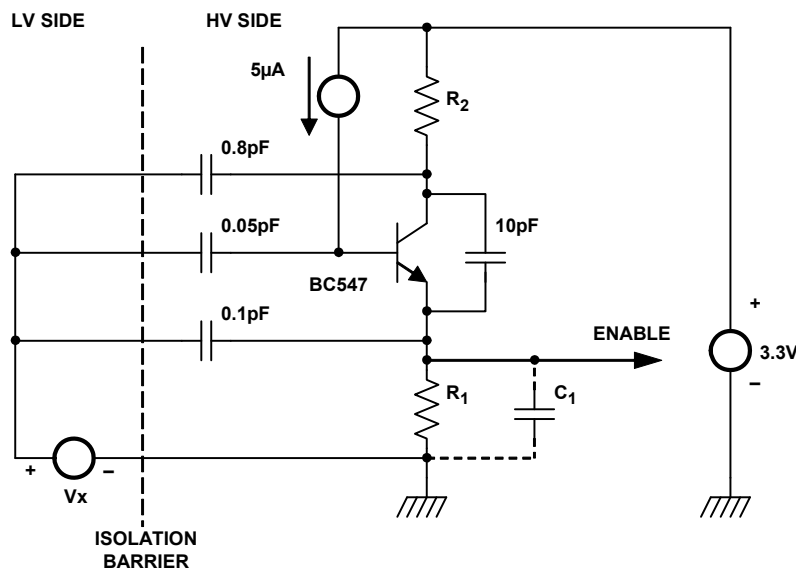 LV SIDE
HV SIDE
5µA
R2
0.8pF
0.05pF
10pF
BC547
0.1pF
ENABLE
+
3.3V
–
R1
C1
+
–
Vx
ISOLATION
BARRIER